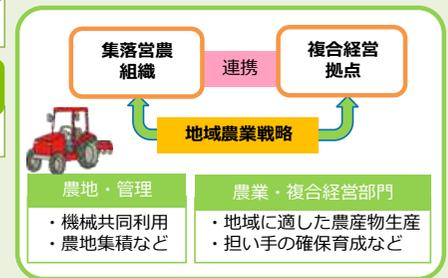 集落営農
組織
連携
複合経営
拠点
地域農業戦略
農地・管理
・機械共同利用
・農地集積など
農業・複合経営部門
・地域に適した農産物生産
・担い手の確保育成など